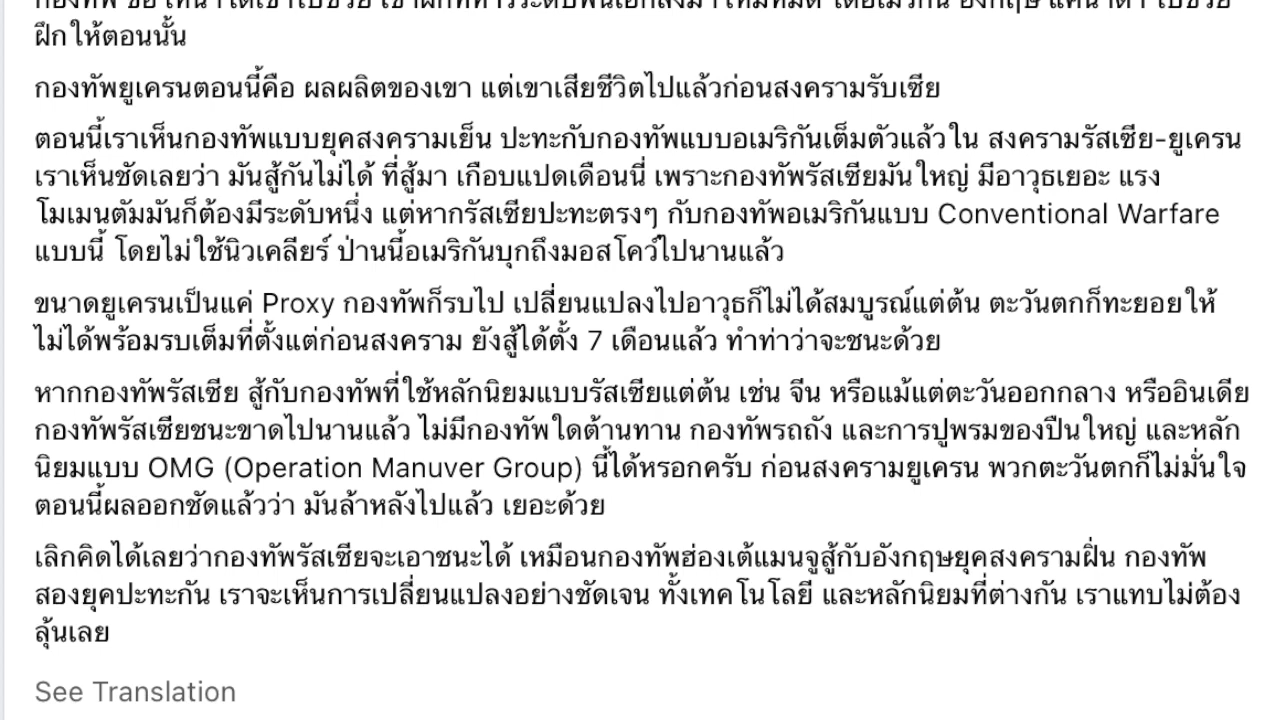 ฝึกให้ตอนนั้น
กองทัพยูเครนตอนนี้คือ ผลผลิตของเขา แต่เขาเสียชีวิตไปแล้วก่อนสงครามรับเซีย
ตอนนี้เราเห็นกองทัพแบบยุคสงครามเย็น ปะทะกับกองทัพแบบอเมริกันเต็มตัวแล้วใน สงครามรัสเซีย-ยูเครน
เราเห็นชัดเลยว่า มันสู้กันไม่ได้ ที่สู้มา เกือบแปดเดือนนี่ เพราะกองทัพรัสเซียมันใหญ่ มีอาวุธเยอะ แรง
โมเมนตัมมันก็ต้องมีระดับหนึ่ง แต่หากรัสเซียปะทะตรงๆ กับกองทัพอเมริกันแบบ Conventional Warfare
แบบนี้ โดยไม่ใช้นิวเคลียร์ ป่านนี้อเมริกันบุกถึงมอสโคว์ไปนานแล้ว
ขนาดยูเครนเป็นแค่ Proxy กองทัพก็รบไป เปลี่ยนแปลงไปอาวุธก็ไม่ได้สมบูรณ์แต่ต้น ตะวันตกก็ทะยอยให้
ไม่ได้พร้อมรบเต็มที่ตั้งแต่ก่อนสงคราม ยังสู้ได้ตั้ง 7 เดือนแล้ว ทำท่าว่าจะชนะด้วย
หากกองทัพรัสเซีย สู้กับกองทัพที่ใช้หลักนิยมแบบรัสเซียแต่ต้น เช่น จีน หรือแม้แต่ตะวันออกกลาง หรืออินเดีย
กองทัพรัสเซียชนะขาดไปนานแล้ว ไม่มีกองทัพใดต้านทาน กองทัพรถถัง และการปูพรมของปืนใหญ่ และหลัก
นิยมแบบ OMG (Operation Manuver Group) นี้ได้หรอกครับ ก่อนสงครามยูเครน พวกตะวันตกก็ไม่มั่นใจ
ตอนนี้ผลออกชัดแล้วว่า มันล้าหลังไปแล้ว เยอะด้วย
เลิกคิดได้เลยว่ากองทัพรัสเซียจะเอาชนะได้ เหมือนกองทัพฮ่องเต้แมนจูสู้กับอังกฤษยุคสงครามฝิ่น กองทัพ
สองยุคปะทะกัน เราจะเห็นการเปลี่ยนแปลงอย่างชัดเจน ทั้งเทคโนโลยี และหลักนิยมที่ต่างกัน เราแทบไม่ต้อง
ลุ้นเลย
See Translation